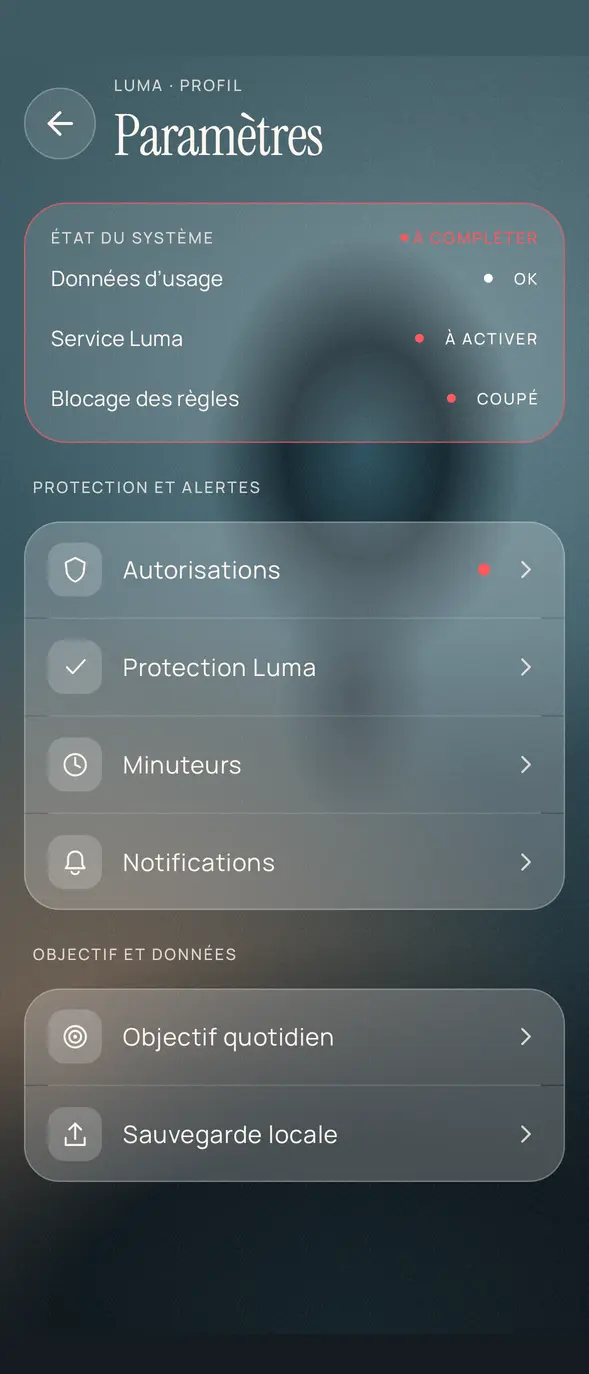 LUMA · PROFIL
Paramètres
ÉTAT DU SYSTÈME
À COMPLÉTER
Données d’usage
OK
Service Luma
À ACTIVER
Blocage des règles
COUPÉ
PROTECTION ET ALERTES
Autorisations
Protection Luma
Minuteurs
Notifications
OBJECTIF ET DONNÉES
Objectif quotidien
Sauvegarde locale